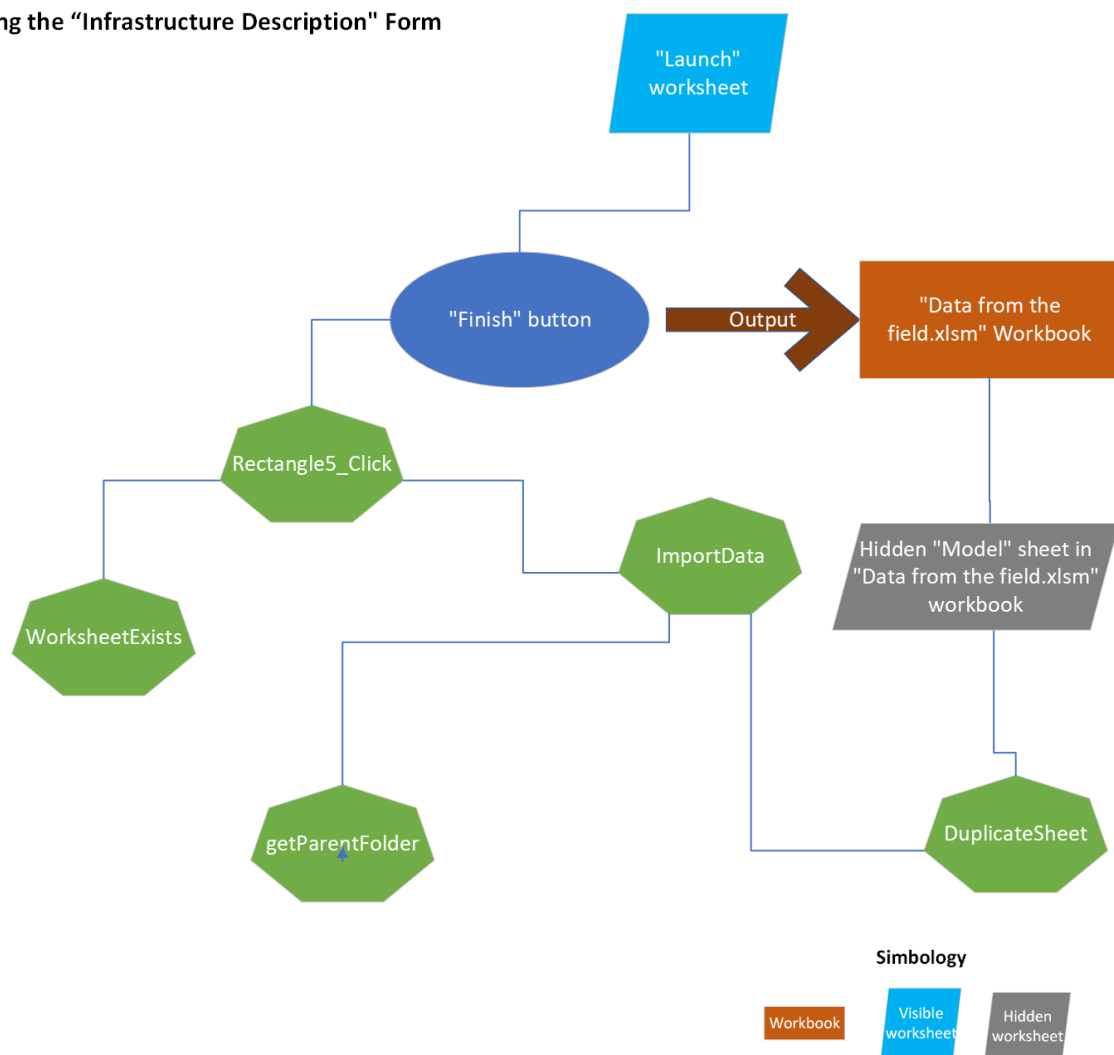 ng the “Infrastructure Description" Form
"Launch"
worksheet
"Finish" button
Output
"Data from the
field.xlsm" Workbook
Rectangle5_Click
ImportData
Hidden "Model" sheet in
"Data from the field.xlsm"
workbook
WorksheetExists
getParentFolder
DuplicateSheet
Simbology
Workbook
Visible
worksheet
Hidden
worksheet